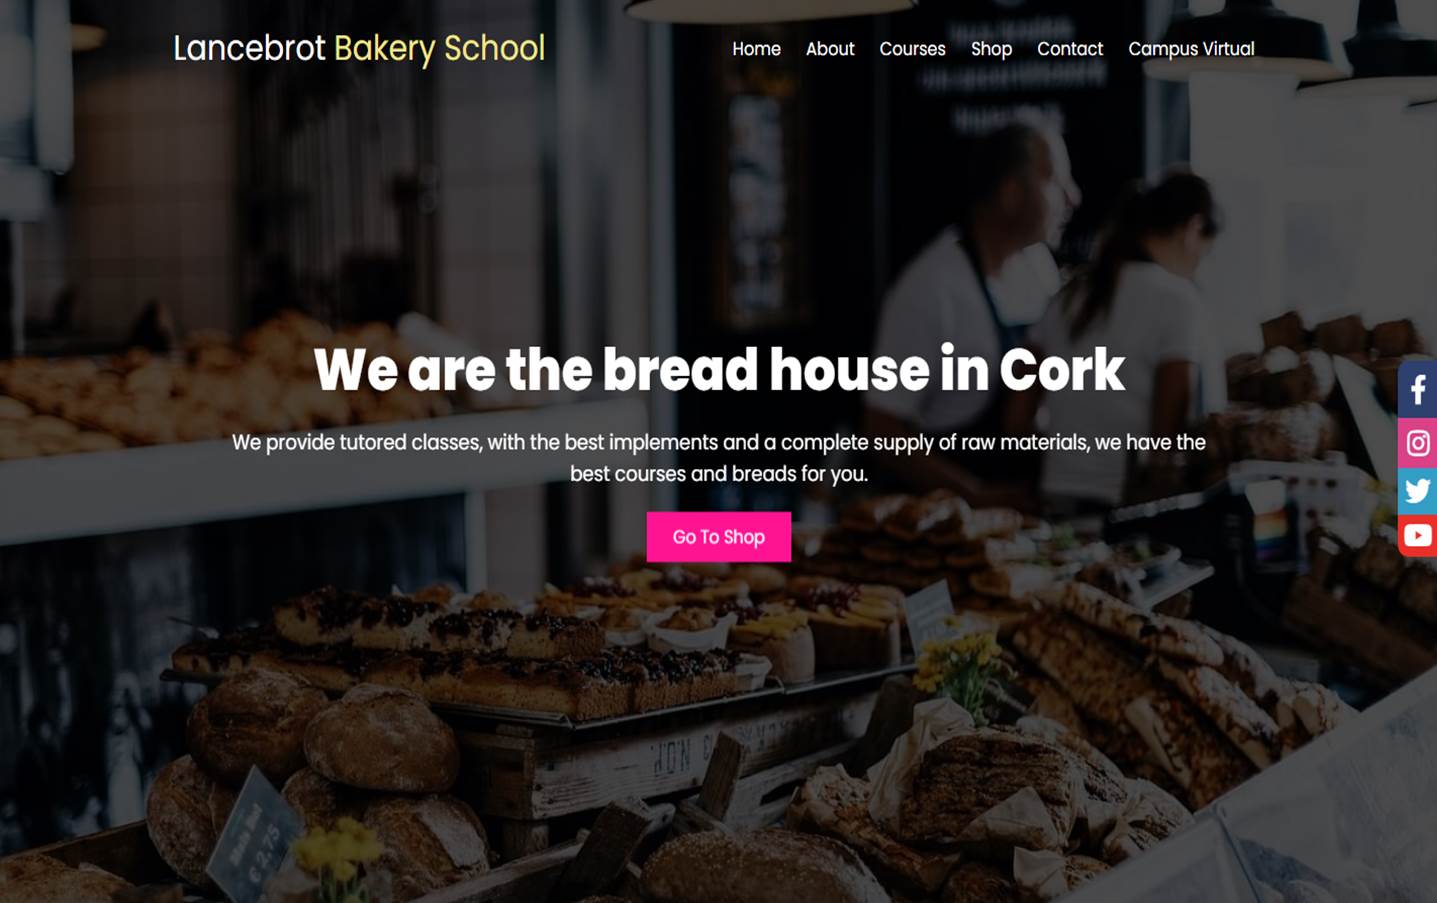 Lancebrot Bakery School
Home About Courses Shop Contact Campus Virtual
We are the bread house in Cork
We provide tutored classes, with the best implements and a complete supply of raw materials, we have the
best courses and breads for you.
Go To Shop
€ 2,75